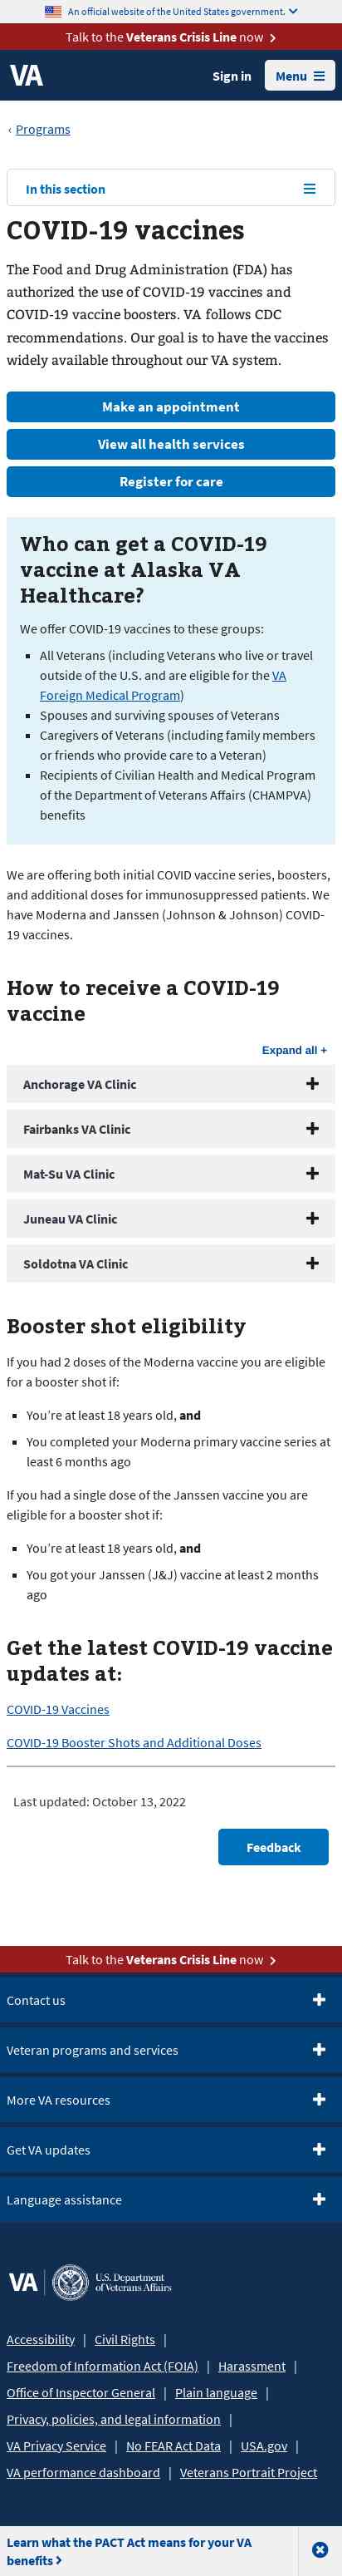 An official website of the United States government.
Talk to the Veterans Crisis Line now
VA
Sign in
Menu
‹ Programs
In this section
COVID-19 vaccines
The Food and Drug Administration (FDA) has
authorized the use of COVID-19 vaccines and
COVID-19 vaccine boosters. VA follows CDC
recommendations. Our goal is to have the vaccines
widely available throughout our VA system.
Make an appointment
View all health services
Register for care
Who can get a COVID-19
vaccine at Alaska VA
Healthcare?
We offer COVID-19 vaccines to these groups:
All Veterans (including Veterans who live or travel
outside of the U.S. and are eligible for the VA
Foreign Medical Program)
Spouses and surviving spouses of Veterans
Caregivers of Veterans (including family members
or friends who provide care to a Veteran)
Recipients of Civilian Health and Medical Program
of the Department of Veterans Affairs (CHAMPVA)
benefits
We are offering both initial COVID vaccine series, boosters,
and additional doses for immunosuppressed patients. We
have Moderna and Janssen (Johnson & Johnson) COVID-
19 vaccines.
How to receive a COVID-19
vaccine
Expand all +
Anchorage VA Clinic
Fairbanks VA Clinic
Mat-Su VA Clinic
Juneau VA Clinic
Soldotna VA Clinic
Booster shot eligibility
If you had 2 doses of the Moderna vaccine you are eligible
for a booster shot if:
You’re at least 18 years old, and
You completed your Moderna primary vaccine series at
least 6 months ago
If you had a single dose of the Janssen vaccine you are
eligible for a booster shot if:
You’re at least 18 years old, and
You got your Janssen (J&J) vaccine at least 2 months
ago
Get the latest COVID-19 vaccine
updates at:
COVID-19 Vaccines
COVID-19 Booster Shots and Additional Doses
Last updated: October 13, 2022
Feedback
Talk to the Veterans Crisis Line now
Contact us
Veteran programs and services
More VA resources
Get VA updates
Language assistance
VA | U.S. Department
of Veterans Affairs
Accessibility | Civil Rights |
Freedom of Information Act (FOIA) | Harassment |
Office of Inspector General | Plain language |
Privacy, policies, and legal information |
VA Privacy Service | No FEAR Act Data | USA.gov |
VA performance dashboard | Veterans Portrait Project
Learn what the PACT Act means for your VA
benefits